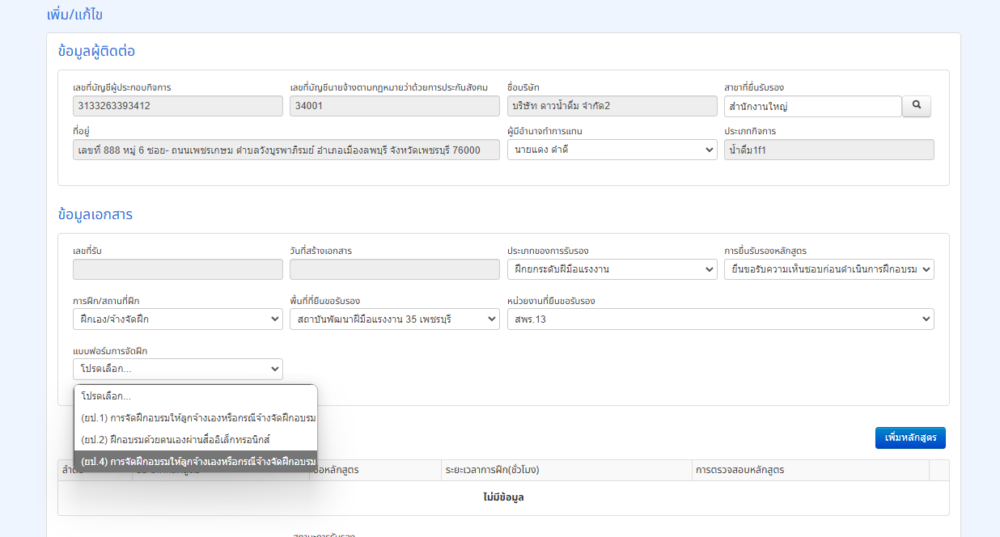 เพิ่ม/แก้ไข
ข้อมูลผู้ติดต่อ
เลขที่บัญชีผู้ประกอบกิจการ เลขที่บัญชีนายจ้างตามกฎหมายว่าด้วยการประกันสังคม ชื่อบริษัท สาขาที่ยื่นรับรอง
3133263393412 34001 บริษัท ดาวน้ำดื่ม จำกัด2 สำนักงานใหญ่
ที่อยู่ ผู้มีอำนาจทำการแทน ประเภทกิจการ
เลขที่ 888 หมู่ 6 ซอย- ถนนเพชรเกษม ตำบลวังบูรพาภิรมย์ อำเภอเมืองลพบุรี จังหวัดเพชรบุรี 76000 นายแดง ดำดี น้ำดื่ม1f1
ข้อมูลเอกสาร
เลขที่รับ วันที่สร้างเอกสาร ประเภทของการรับรอง การยื่นรับรองหลักสูตร
ฝึกยกระดับฝีมือแรงงาน ยื่นขอรับความเห็นชอบก่อนดำเนินการฝึกอบรม
การฝึก/สถานที่ฝึก พื้นที่ที่ยื่นขอรับรอง หน่วยงานที่ยื่นขอรับรอง
ฝึกเอง/จ้างจัดฝึก สถาบันพัฒนาฝีมือแรงงาน 35 เพชรบุรี สพร.13
แบบฟอร์มการจัดฝึก
โปรดเลือก...
โปรดเลือก...
(ยป.1) การจัดฝึกอบรมให้ลูกจ้างเองหรือกรณีจ้างจัดฝึกอบรม
(ยป.2) ฝึกอบรมด้วยตนเองผ่านสื่ออิเล็กทรอนิกส์
เพิ่มหลักสูตร
(ยป.4) การจัดฝึกอบรมให้ลูกจ้างเองหรือกรณีจ้างจัดฝึกอบรม
ระยะเวลาการฝึก(ชั่วโมง) การตรวจสอบหลักสูตร
ไม่มีข้อมูล